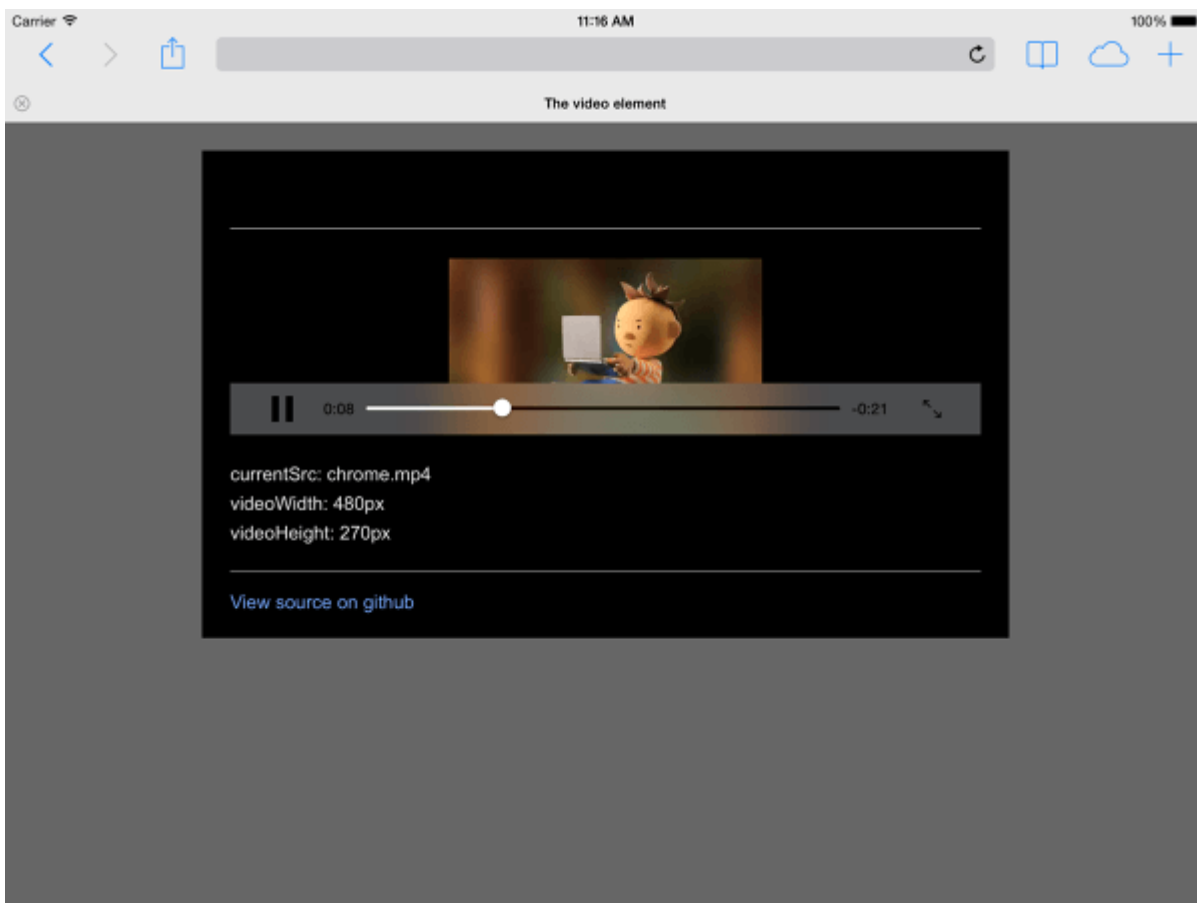 Carrier 11:16 AM 100%
The video element
0:08 -0:21
currentSrc: chrome.mp4
videoWidth: 480px
videoHeight: 270px
View source on github